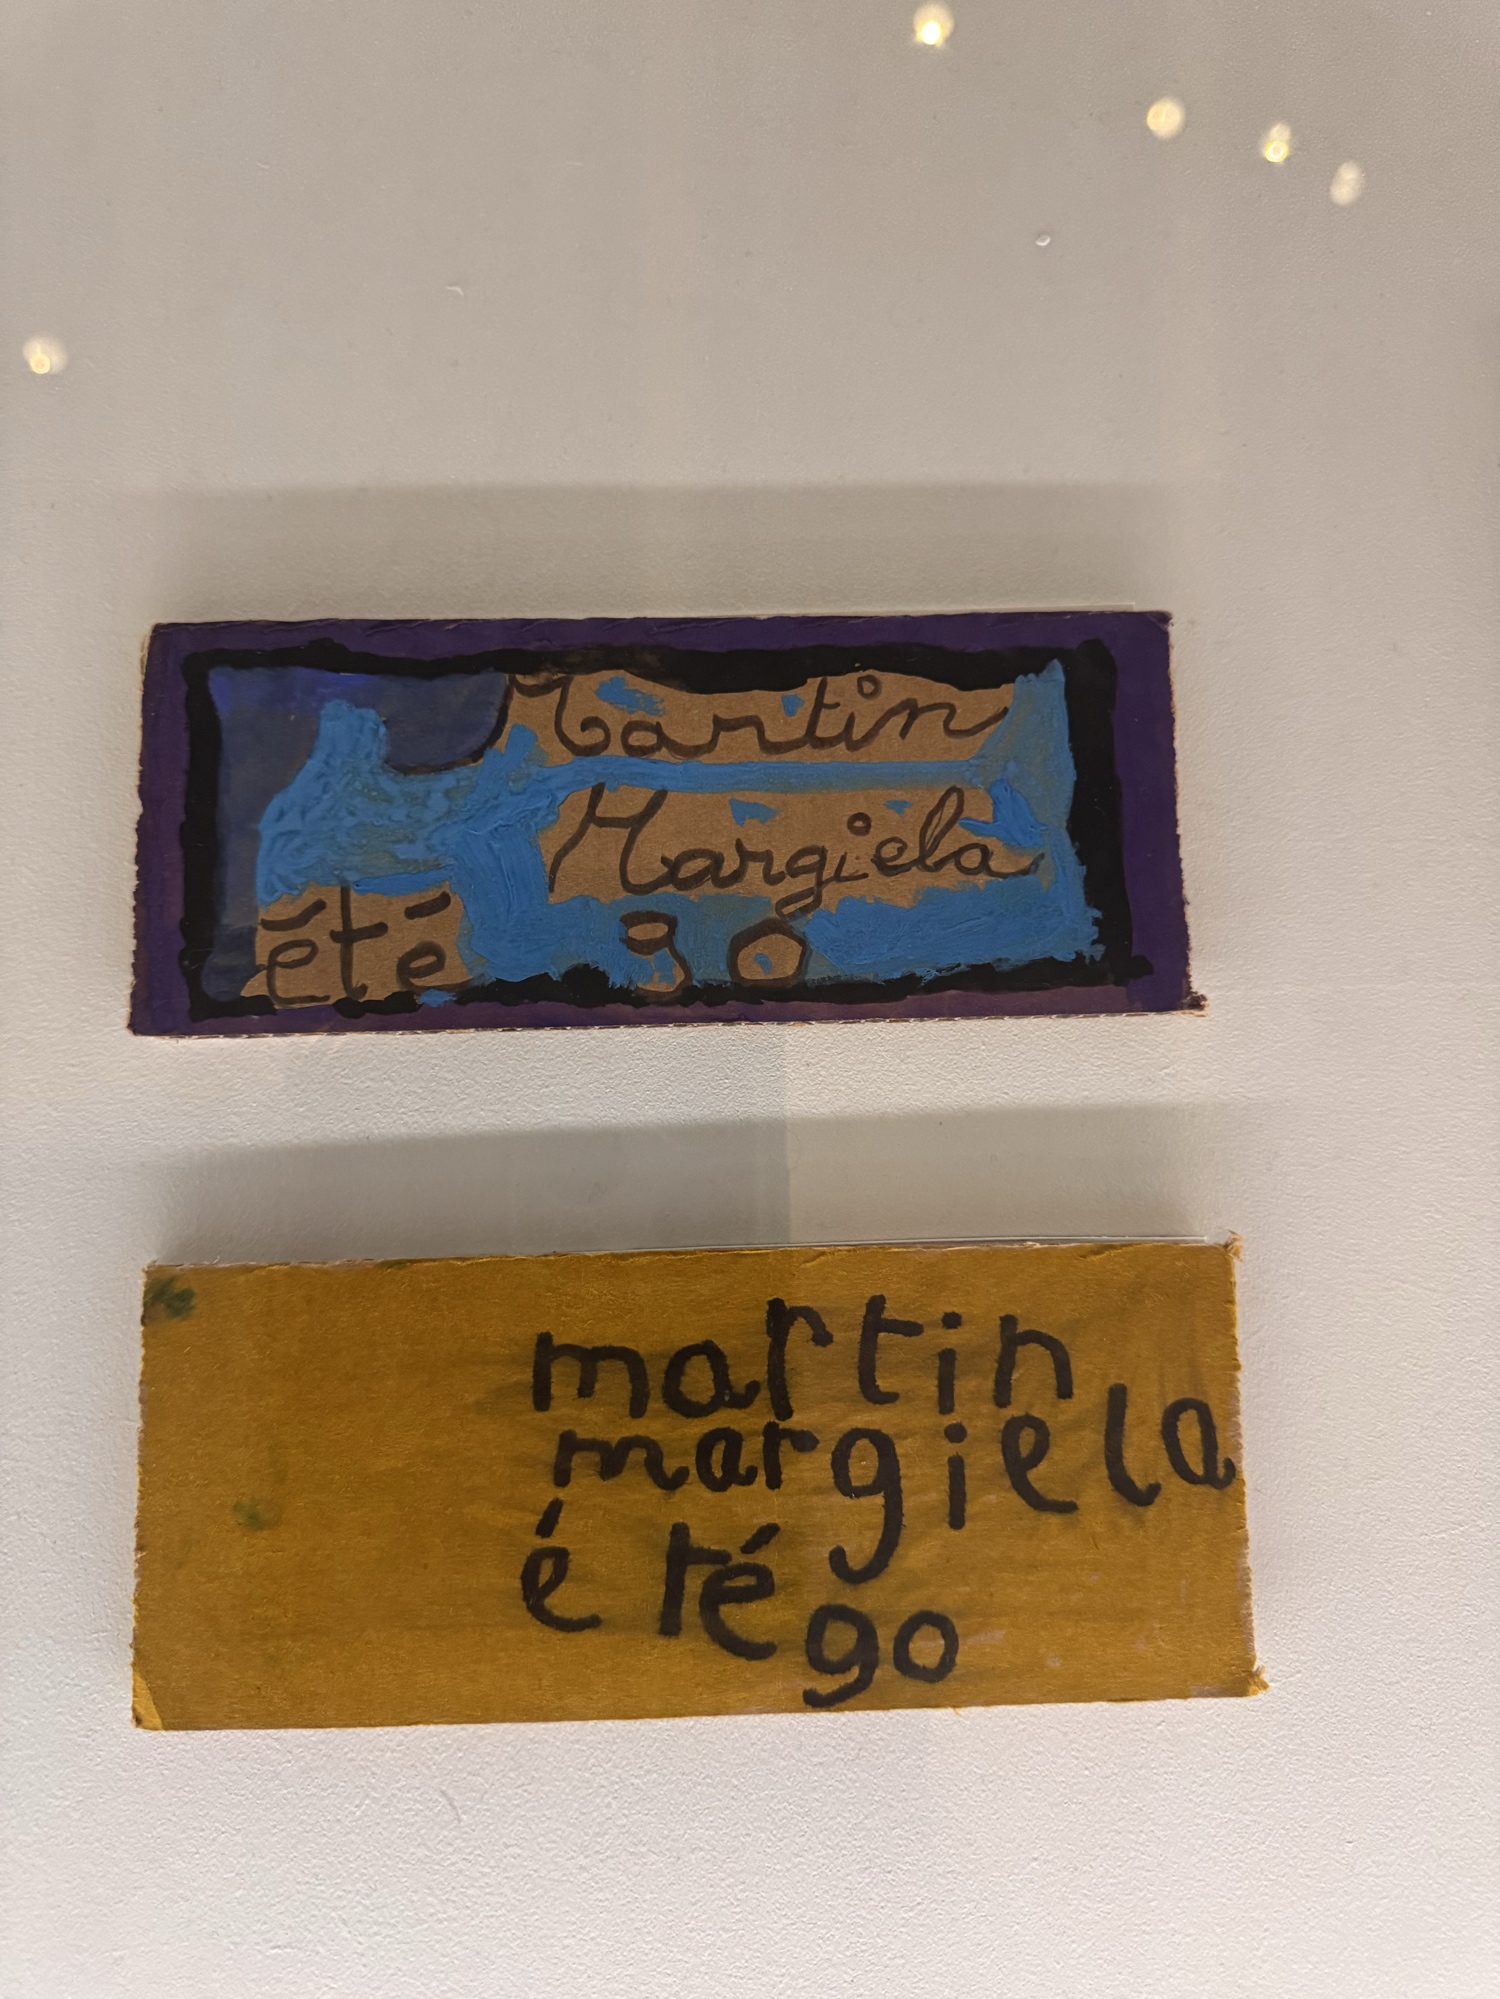 Martin
Margiela
été 90
martin
margiela
été 90